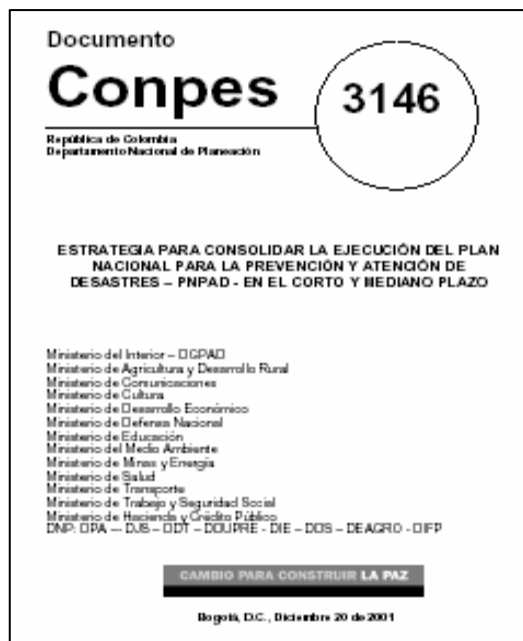 Documento
Conpes
3146
República de Colombia
Departamento Nacional de Planeación
ESTRATEGIA PARA CONSOLIDAR LA EJECUCIÓN DEL PLAN
NACIONAL PARA LA PREVENCIÓN Y ATENCIÓN DE
DESASTRES – PNPAD - EN EL CORTO Y MEDIANO PLAZO
Ministerio del Interior – DGPAD
Ministerio de Agricultura y Desarrollo Rural
Ministerio de Comunicaciones
Ministerio de Cultura
Ministerio de Desarrollo Económico
Ministerio de Defensa Nacional
Ministerio de Educación
Ministerio del Medio Ambiente
Ministerio de Minas y Energía
Ministerio de Salud
Ministerio de Transporte
Ministerio de Trabajo y Seguridad Social
Ministerio de Hacienda y Crédito Público
DNP: DPA — DJS – DDT – DDUPRE - DIE – DDS – DEAGRO - DIFP
CAMBIO PARA CONSTRUIR LA PAZ
Bogotá, D.C., Diciembre 20 de 2001